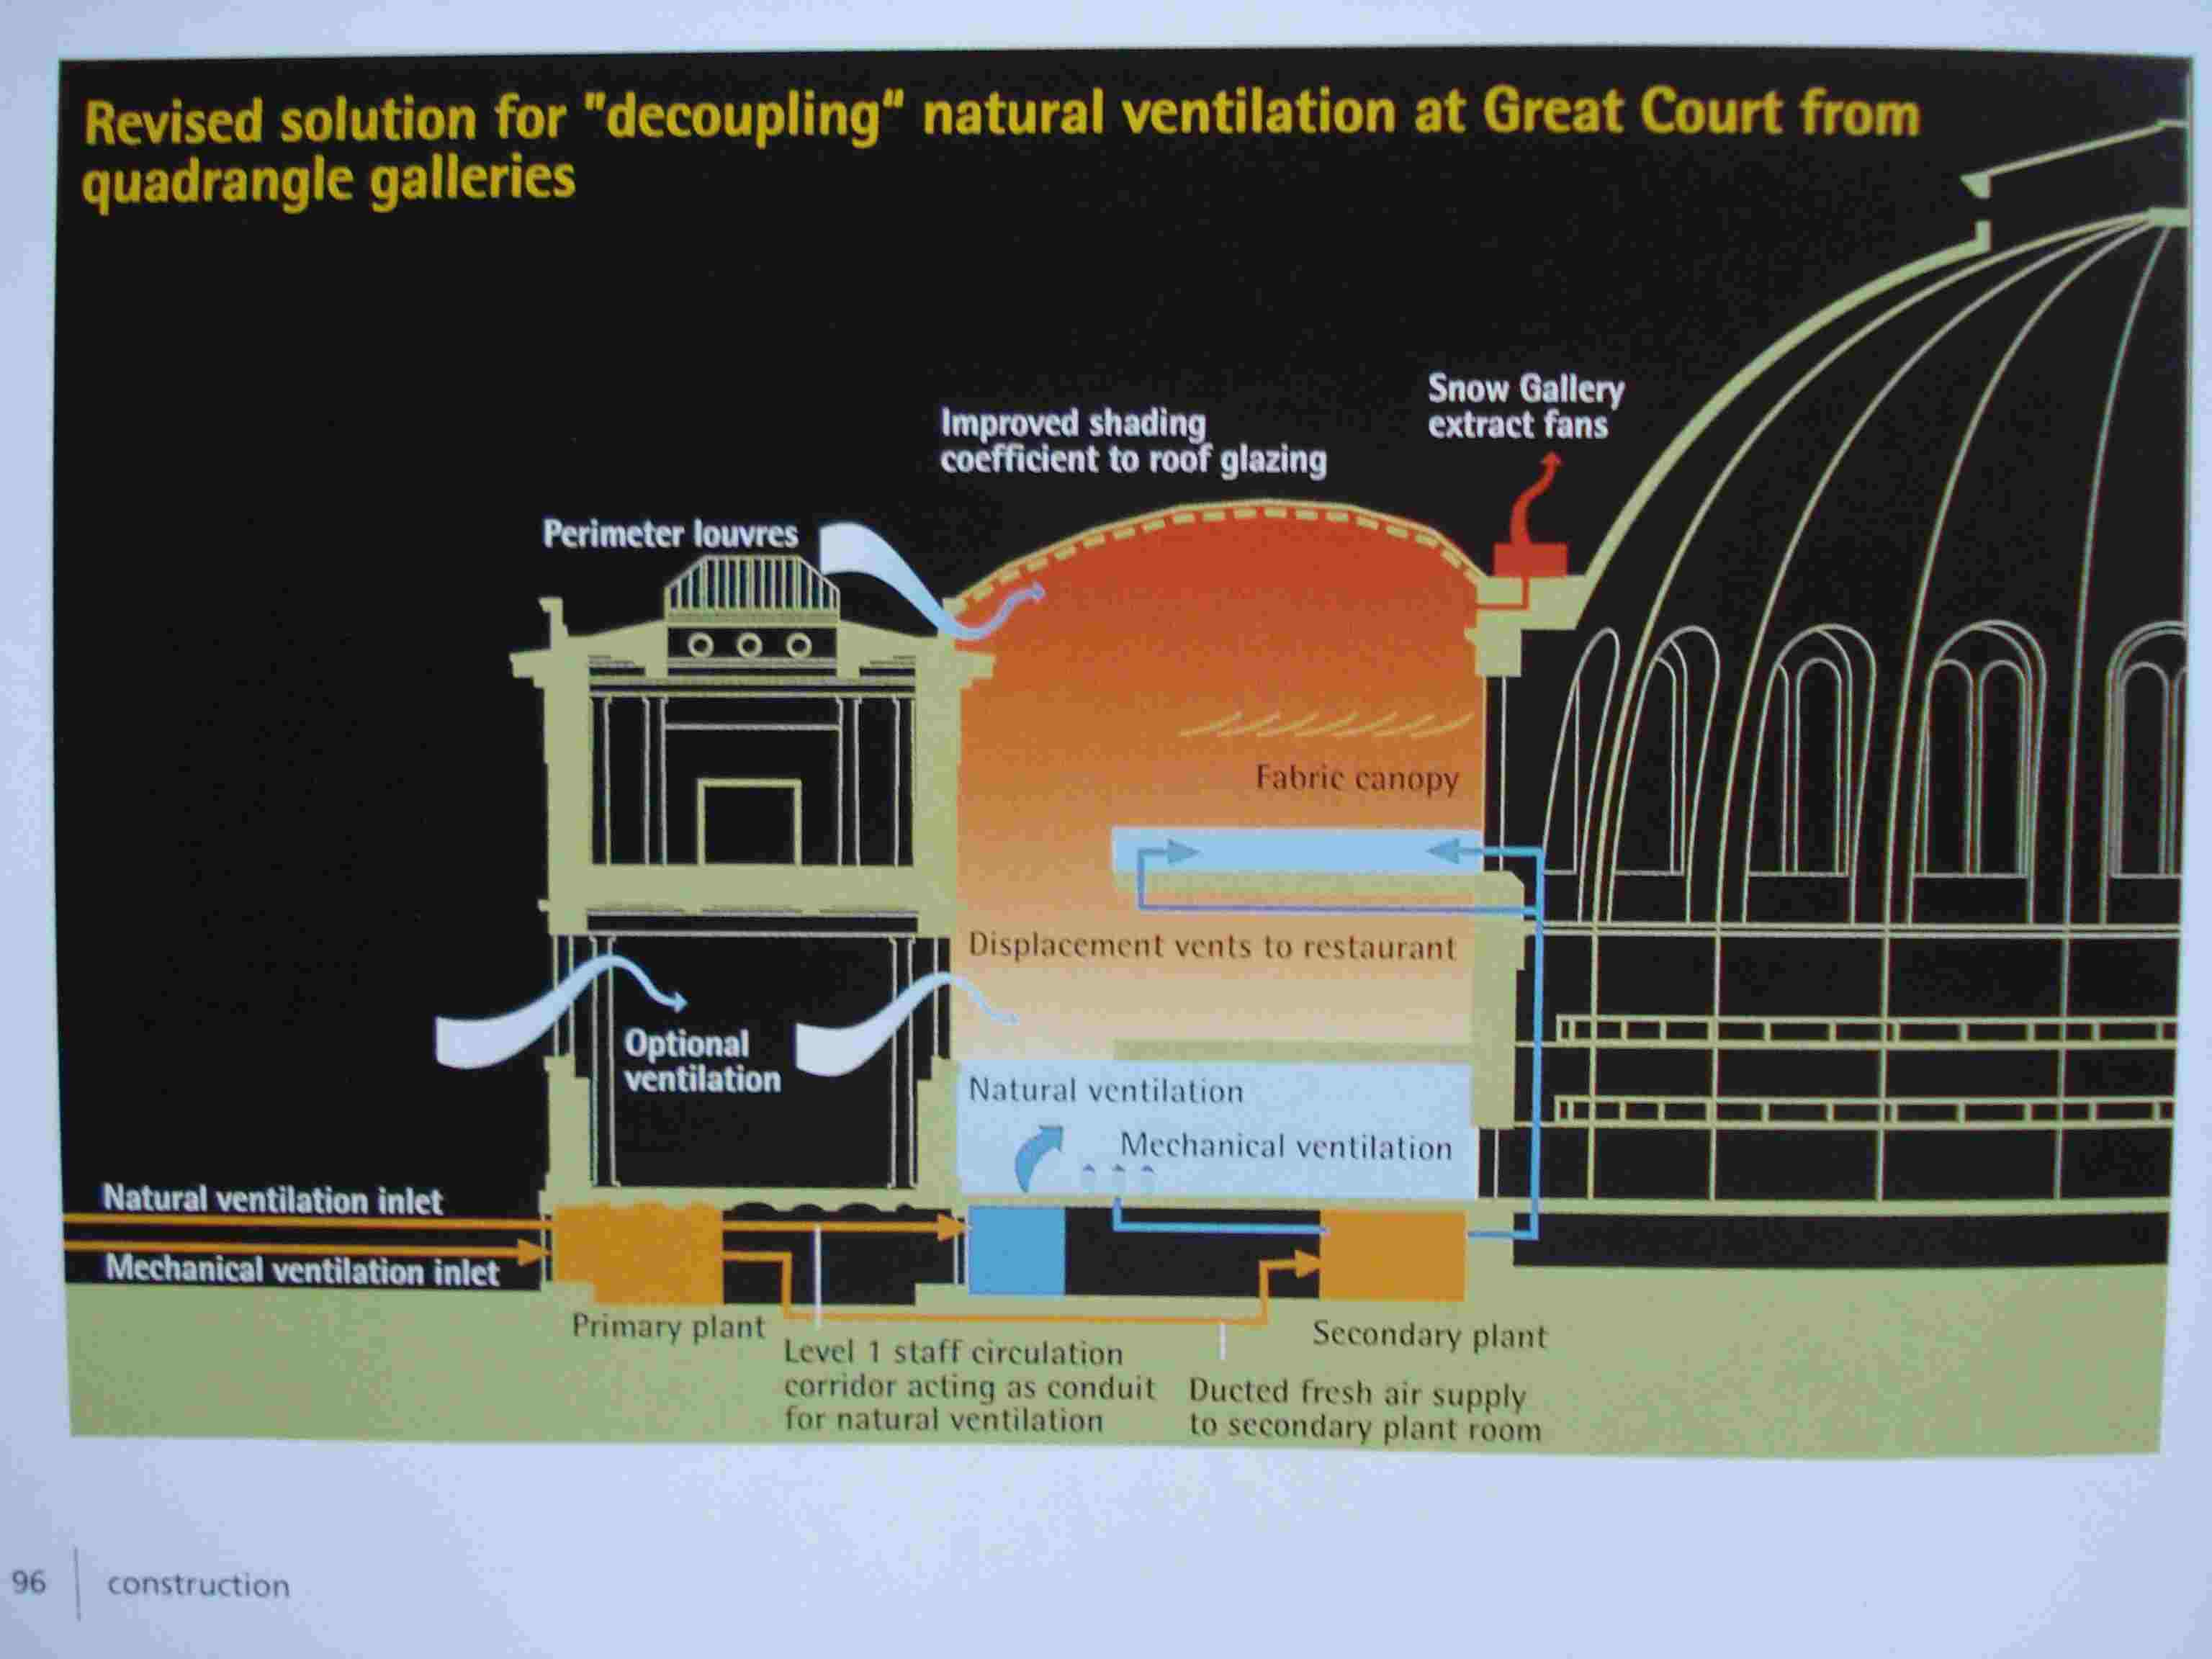 Revised solution for "decoupling" natural ventilation at Great Court from
quadrangle galleries
Snow Gallery
extract fans
Improved shading
coefficient to roof glazing
Perimeter louvres
Fabric canopy
Displacement vents to restaurant
Optional
ventilation
Natural ventilation
Mechanical ventilation
Natural ventilation inlet
Mechanical ventilation inlet
Primary plant
Level 1 staff circulation
corridor acting as conduit
for natural ventilation
Secondary plant
Ducted fresh air supply
to secondary plant room
96
construction